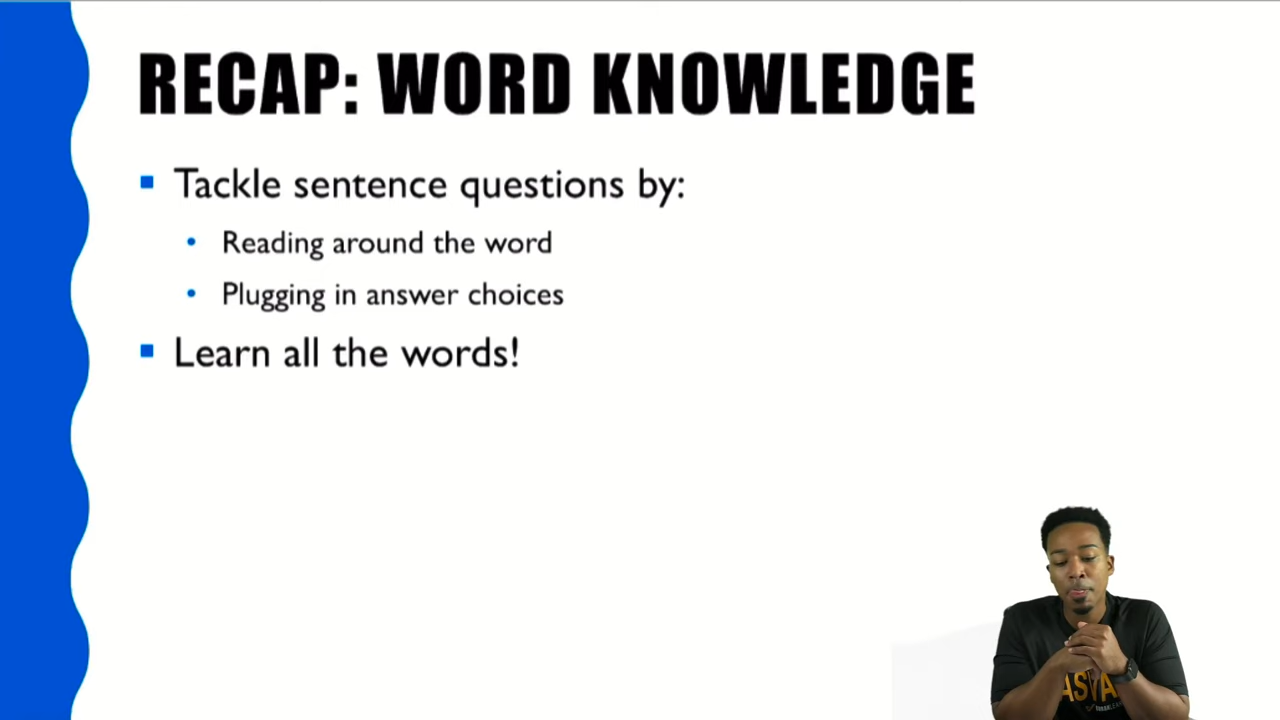 RECAP: WORD KNOWLEDGE
Tackle sentence questions by:
Reading around the word
Plugging in answer choices
Learn all the words!